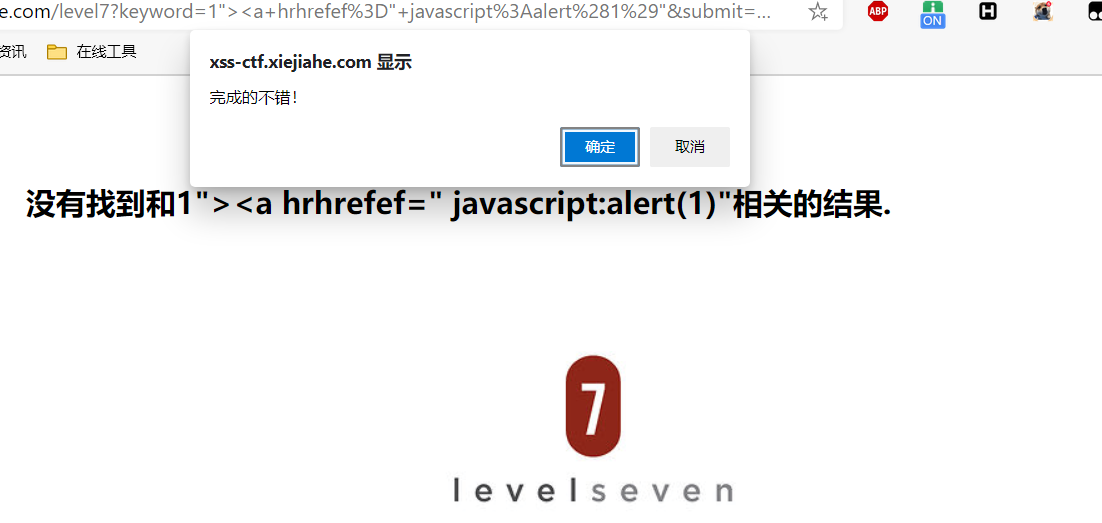 e.com/level7?keyword=1"><a+hrhrefef%3D"+javascript%3Aalert%281%29"&submit=...
ABP
ON
H
资讯
在线工具
xss-ctf.xiejiahe.com 显示
完成的不错!
确定
取消
没有找到和1"><a hrhrefef=" javascript:alert(1)"相关的结果.
7
levelseven